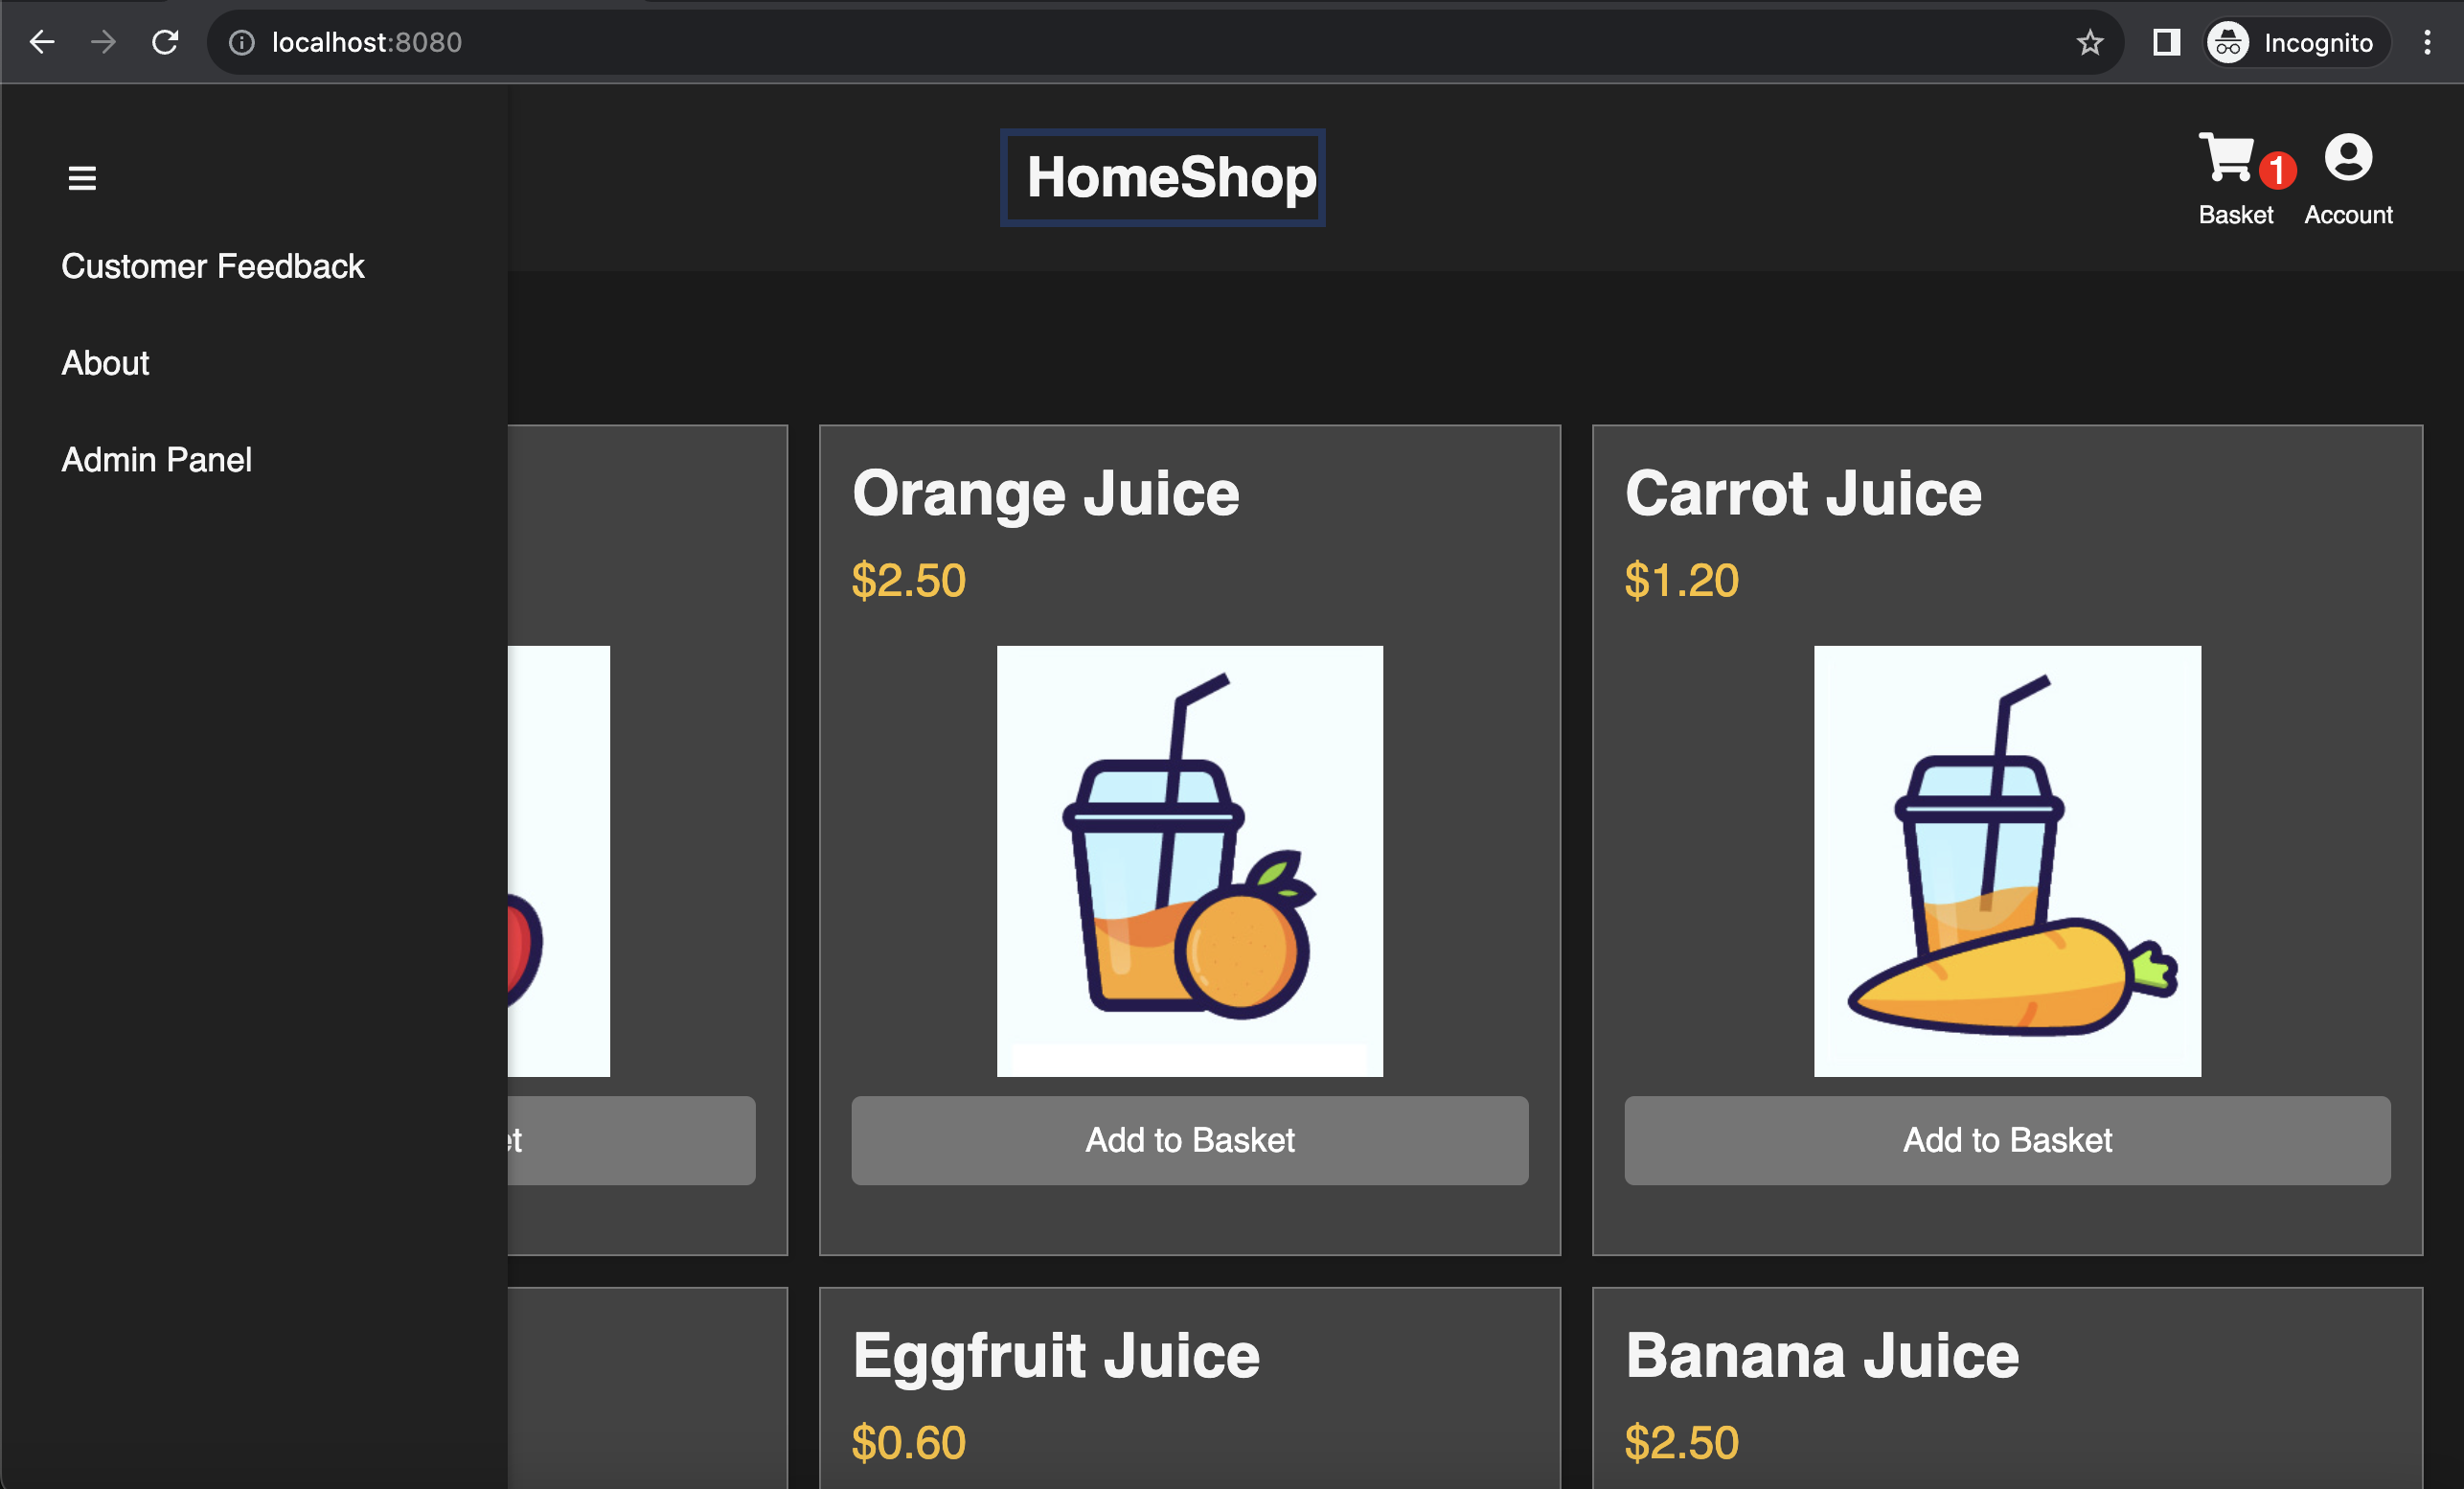 localhost:8080
Incognito
HomeShop
1
Basket
Account
Customer Feedback
About
Admin Panel
Orange Juice
$2.50
Add to Basket
Carrot Juice
$1.20
Add to Basket
Eggfruit Juice
$0.60
Banana Juice
$2.50